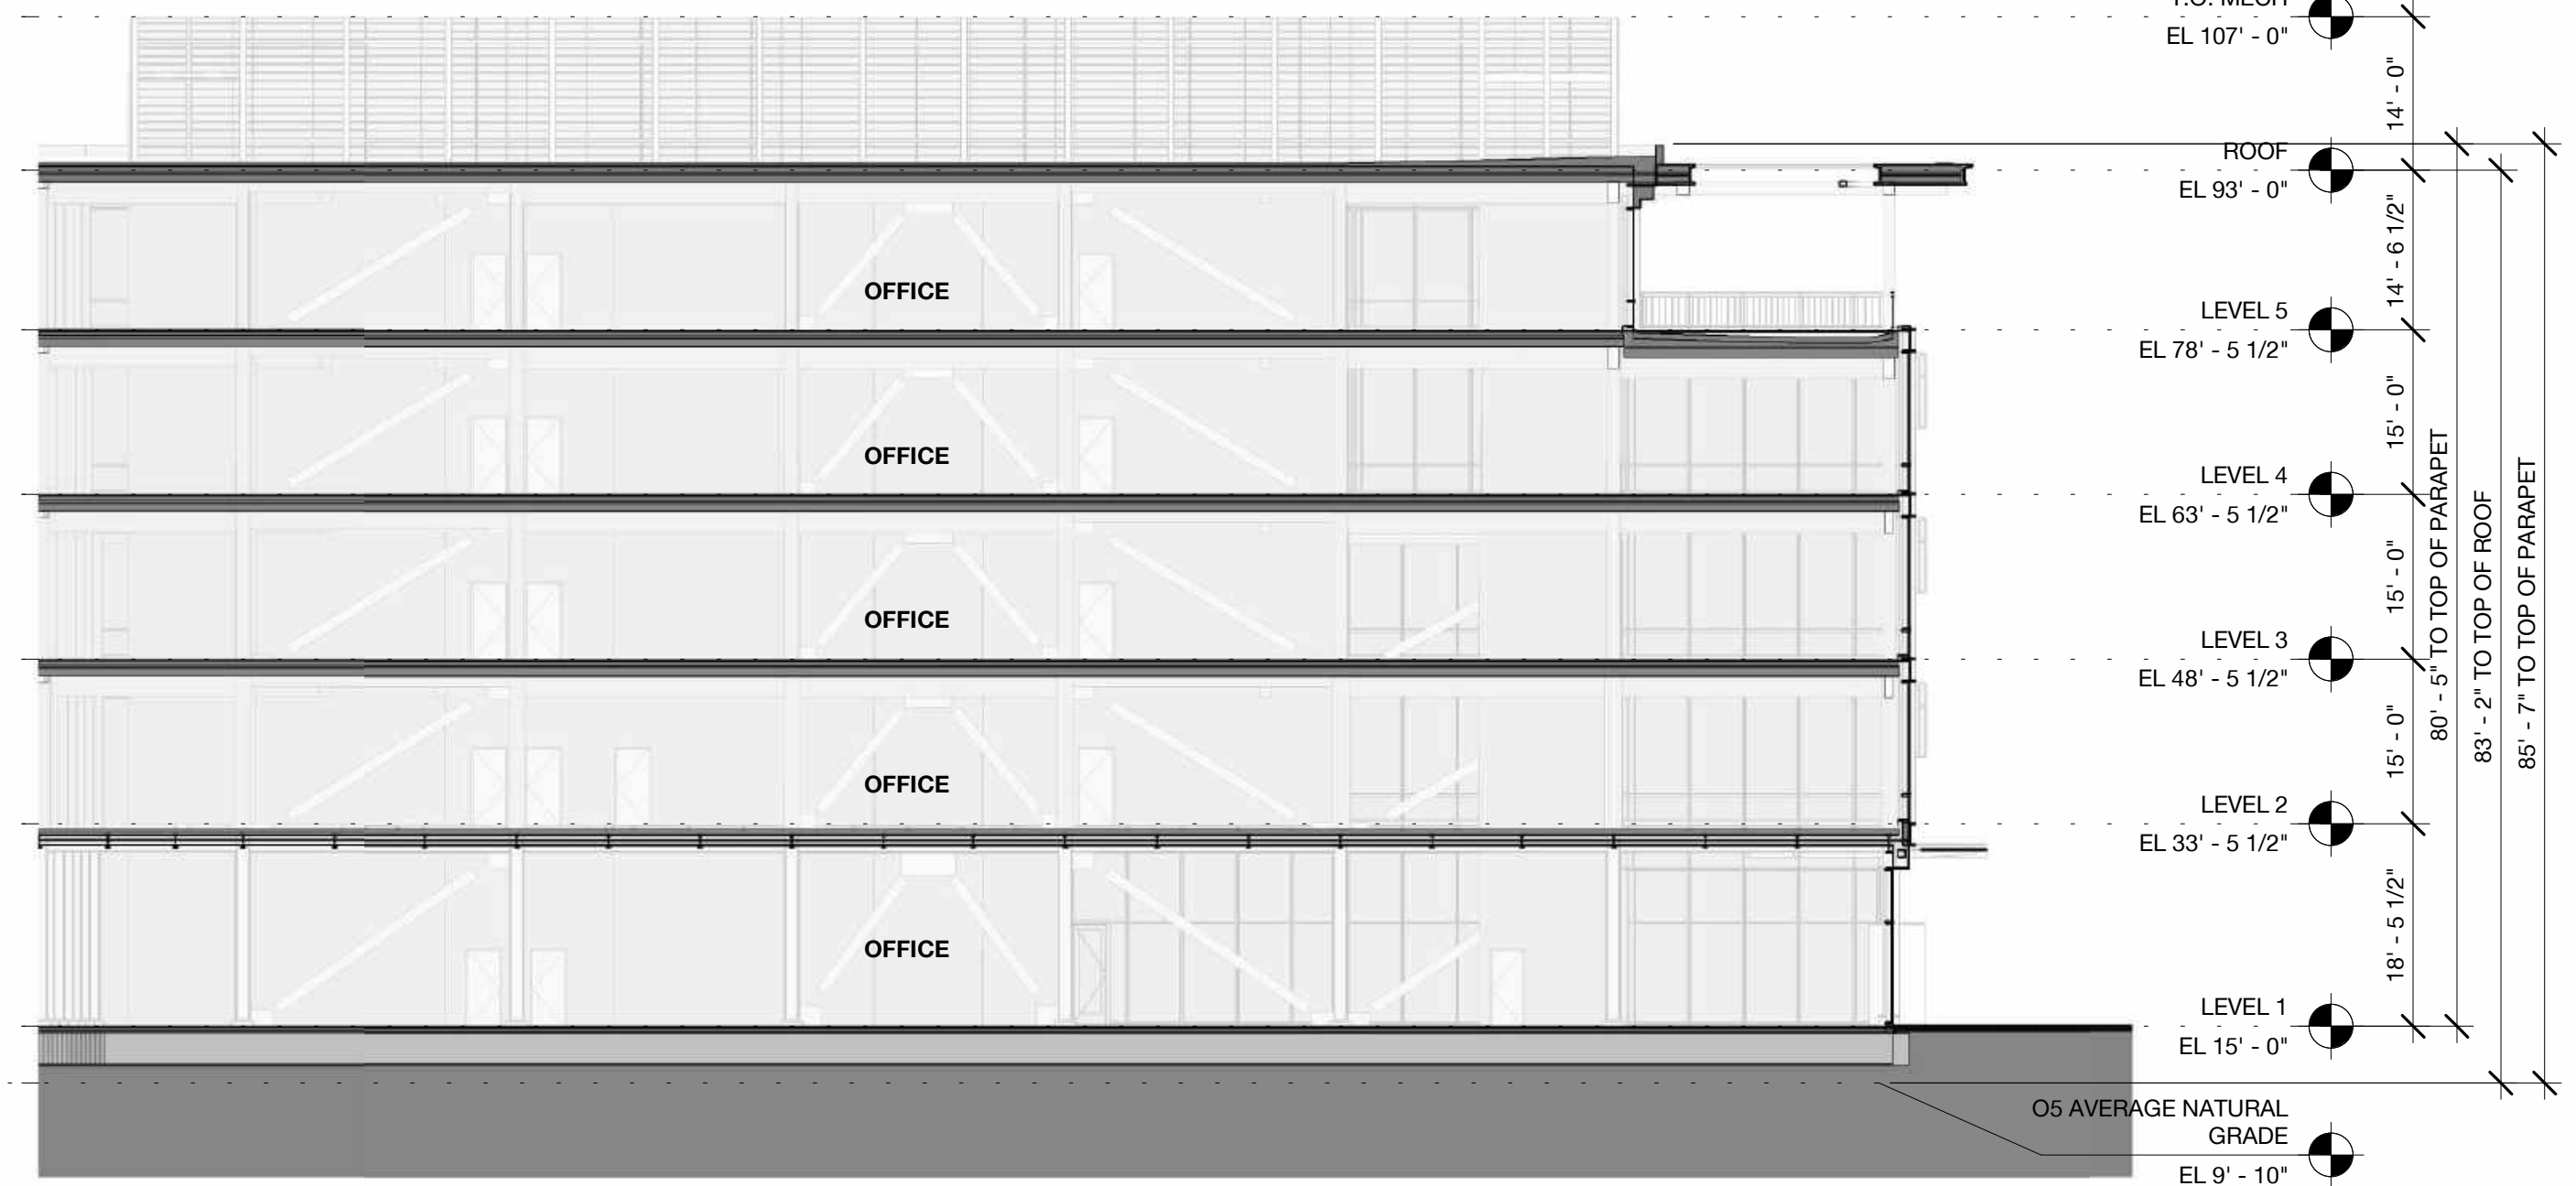 T.O. MECH
EL 107' - 0"
14' - 0"
ROOF
EL 93' - 0"
14' - 6 1/2"
OFFICE
LEVEL 5
EL 78' - 5 1/2"
15' - 0"
OFFICE
LEVEL 4
EL 63' - 5 1/2"
15' - 0"
OFFICE
LEVEL 3
EL 48' - 5 1/2"
15' - 0"
OFFICE
LEVEL 2
EL 33' - 5 1/2"
18' - 5 1/2"
OFFICE
LEVEL 1
EL 15' - 0"
80' - 5" TO TOP OF PARAPET
83' - 2" TO TOP OF ROOF
85' - 7" TO TOP OF PARAPET
O5 AVERAGE NATURAL
GRADE
EL 9' - 10"